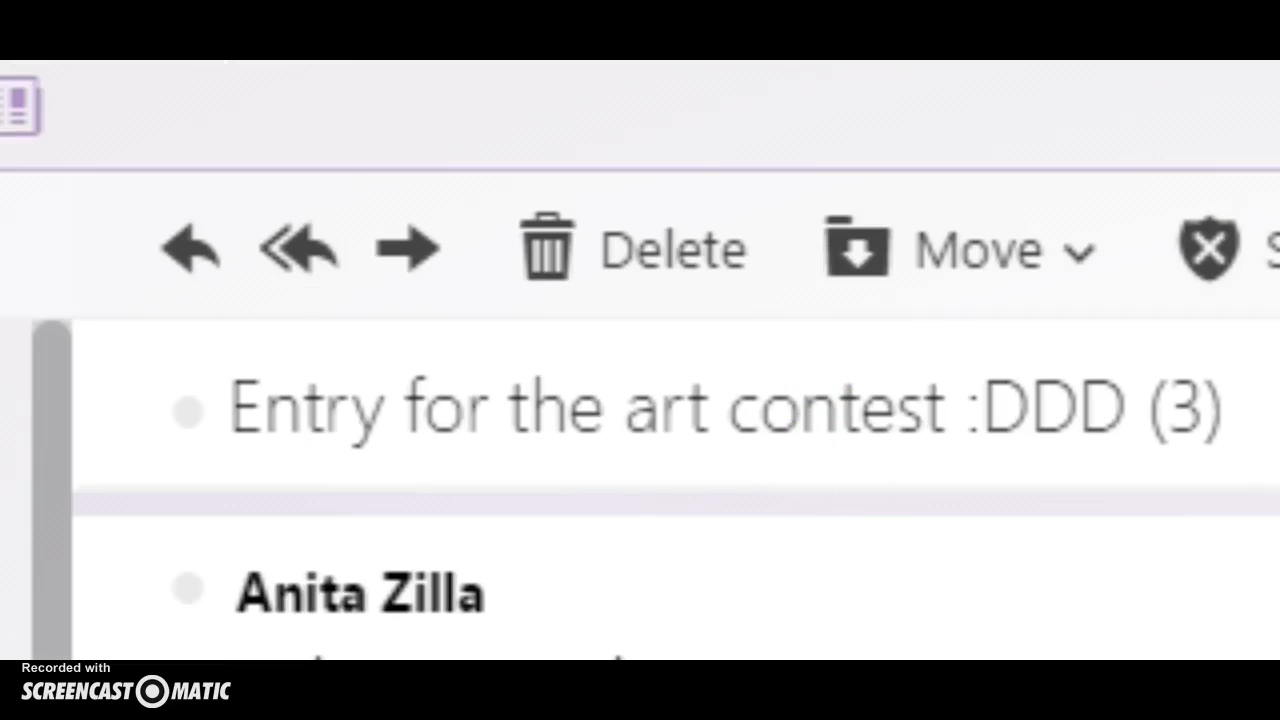 Delete Move
Entry for the art contest :DDD (3)
Anita Zilla
Recorded with
SCREENCAST MATIC